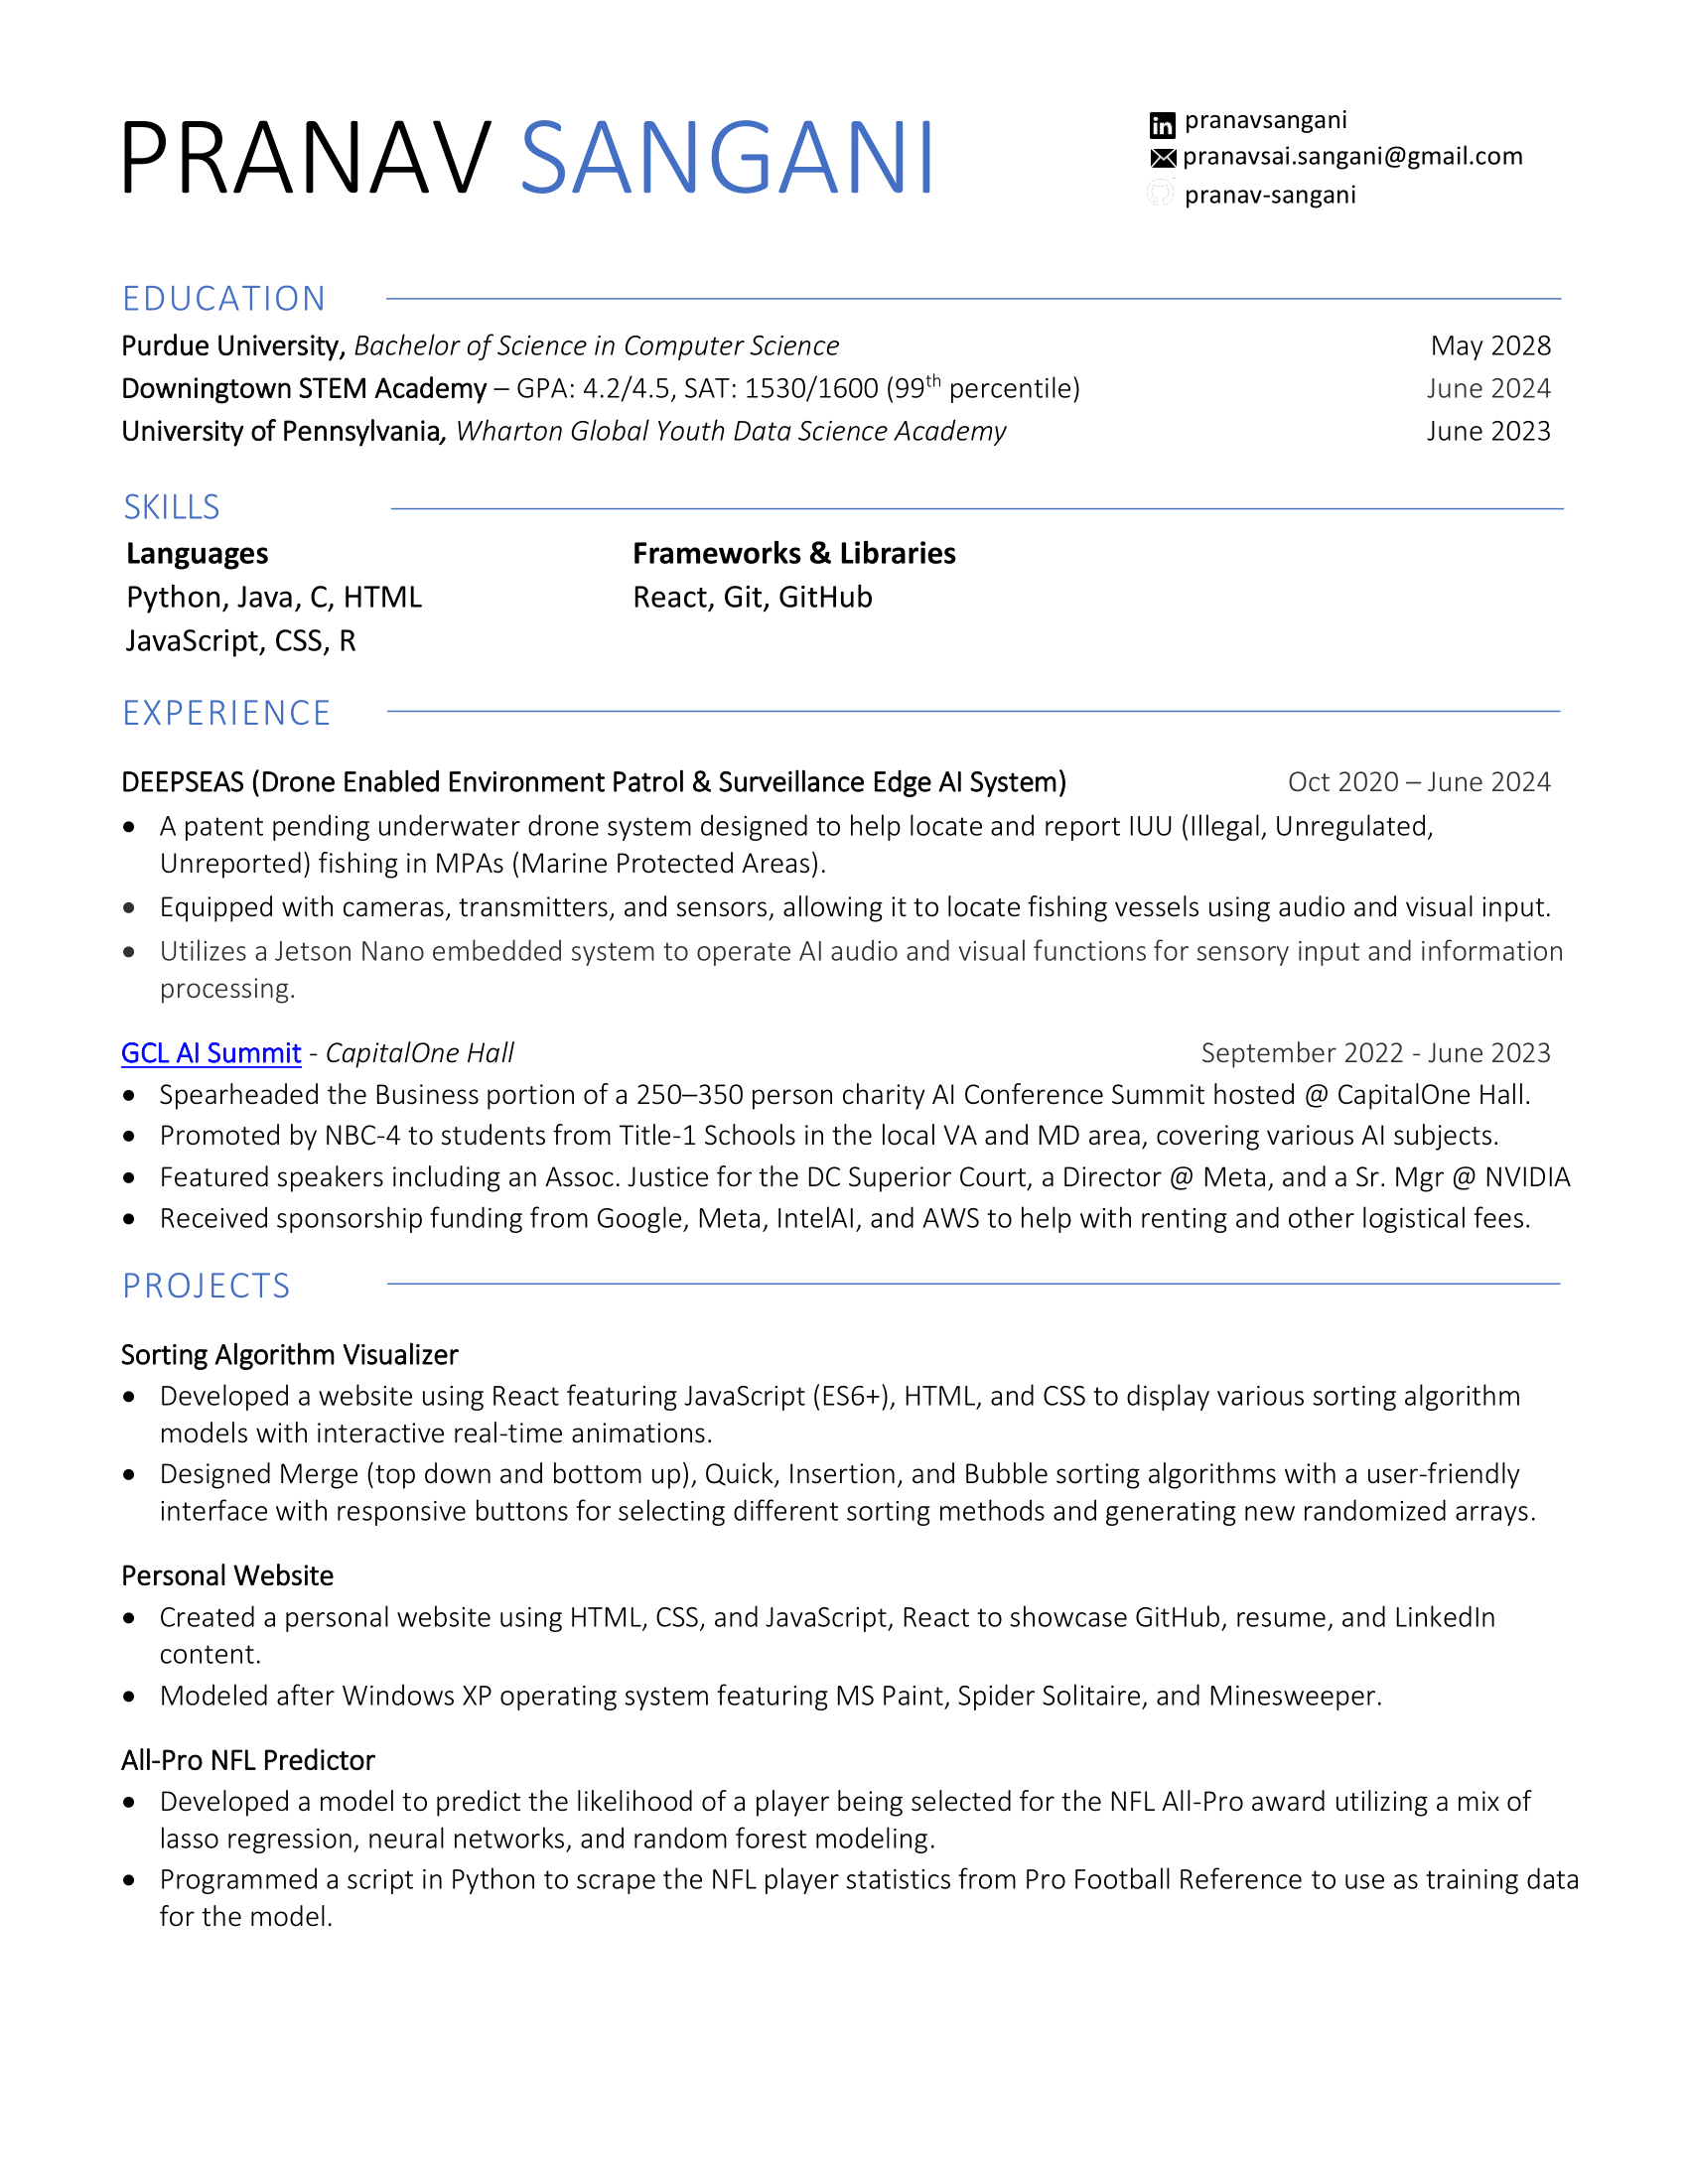 PRANAV SANGANI
pranavsangani
pranavsai.sangani@gmail.com
pranav-sangani
EDUCATION
Purdue University, Bachelor of Science in Computer Science May 2028
Downingtown STEM Academy – GPA: 4.2/4.5, SAT: 1530/1600 (99th percentile) June 2024
University of Pennsylvania, Wharton Global Youth Data Science Academy June 2023
SKILLS
Languages Frameworks & Libraries
Python, Java, C, HTML React, Git, GitHub
JavaScript, CSS, R
EXPERIENCE
DEEPSEAS (Drone Enabled Environment Patrol & Surveillance Edge AI System) Oct 2020 – June 2024
• A patent pending underwater drone system designed to help locate and report IUU (Illegal, Unregulated,
Unreported) fishing in MPAs (Marine Protected Areas).
• Equipped with cameras, transmitters, and sensors, allowing it to locate fishing vessels using audio and visual input.
• Utilizes a Jetson Nano embedded system to operate AI audio and visual functions for sensory input and information
processing.
GCL AI Summit - CapitalOne Hall September 2022 - June 2023
• Spearheaded the Business portion of a 250–350 person charity AI Conference Summit hosted @ CapitalOne Hall.
• Promoted by NBC-4 to students from Title-1 Schools in the local VA and MD area, covering various AI subjects.
• Featured speakers including an Assoc. Justice for the DC Superior Court, a Director @ Meta, and a Sr. Mgr @ NVIDIA
• Received sponsorship funding from Google, Meta, IntelAI, and AWS to help with renting and other logistical fees.
PROJECTS
Sorting Algorithm Visualizer
• Developed a website using React featuring JavaScript (ES6+), HTML, and CSS to display various sorting algorithm
models with interactive real-time animations.
• Designed Merge (top down and bottom up), Quick, Insertion, and Bubble sorting algorithms with a user-friendly
interface with responsive buttons for selecting different sorting methods and generating new randomized arrays.
Personal Website
• Created a personal website using HTML, CSS, and JavaScript, React to showcase GitHub, resume, and LinkedIn
content.
• Modeled after Windows XP operating system featuring MS Paint, Spider Solitaire, and Minesweeper.
All-Pro NFL Predictor
• Developed a model to predict the likelihood of a player being selected for the NFL All-Pro award utilizing a mix of
lasso regression, neural networks, and random forest modeling.
• Programmed a script in Python to scrape the NFL player statistics from Pro Football Reference to use as training data
for the model.